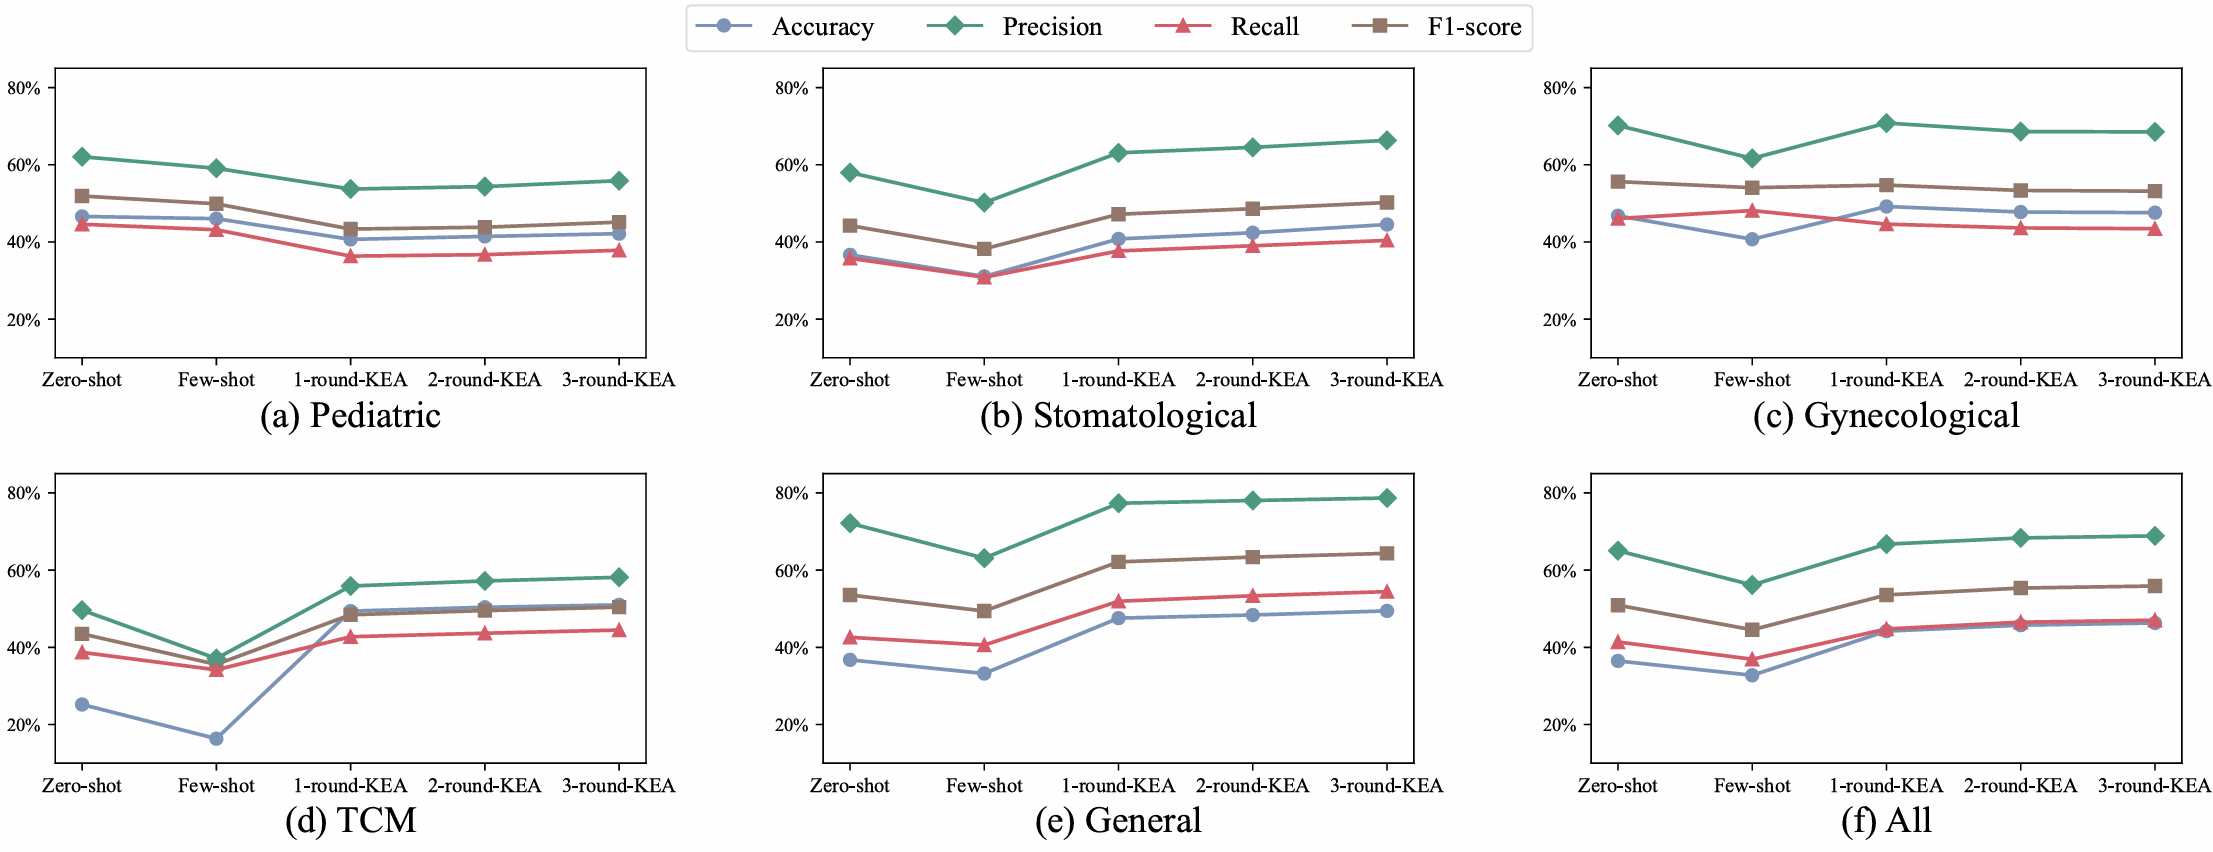 Accuracy Precision Recall F1-score
80%
60%
40%
20%
Zero-shot Few-shot 1-round-KEA 2-round-KEA 3-round-KEA
(a) Pediatric
80%
60%
40%
20%
Zero-shot Few-shot 1-round-KEA 2-round-KEA 3-round-KEA
(b) Stomatological
80%
60%
40%
20%
Zero-shot Few-shot 1-round-KEA 2-round-KEA 3-round-KEA
(c) Gynecological
80%
60%
40%
20%
Zero-shot Few-shot 1-round-KEA 2-round-KEA 3-round-KEA
(d) TCM
80%
60%
40%
20%
Zero-shot Few-shot 1-round-KEA 2-round-KEA 3-round-KEA
(e) General
80%
60%
40%
20%
Zero-shot Few-shot 1-round-KEA 2-round-KEA 3-round-KEA
(f) All